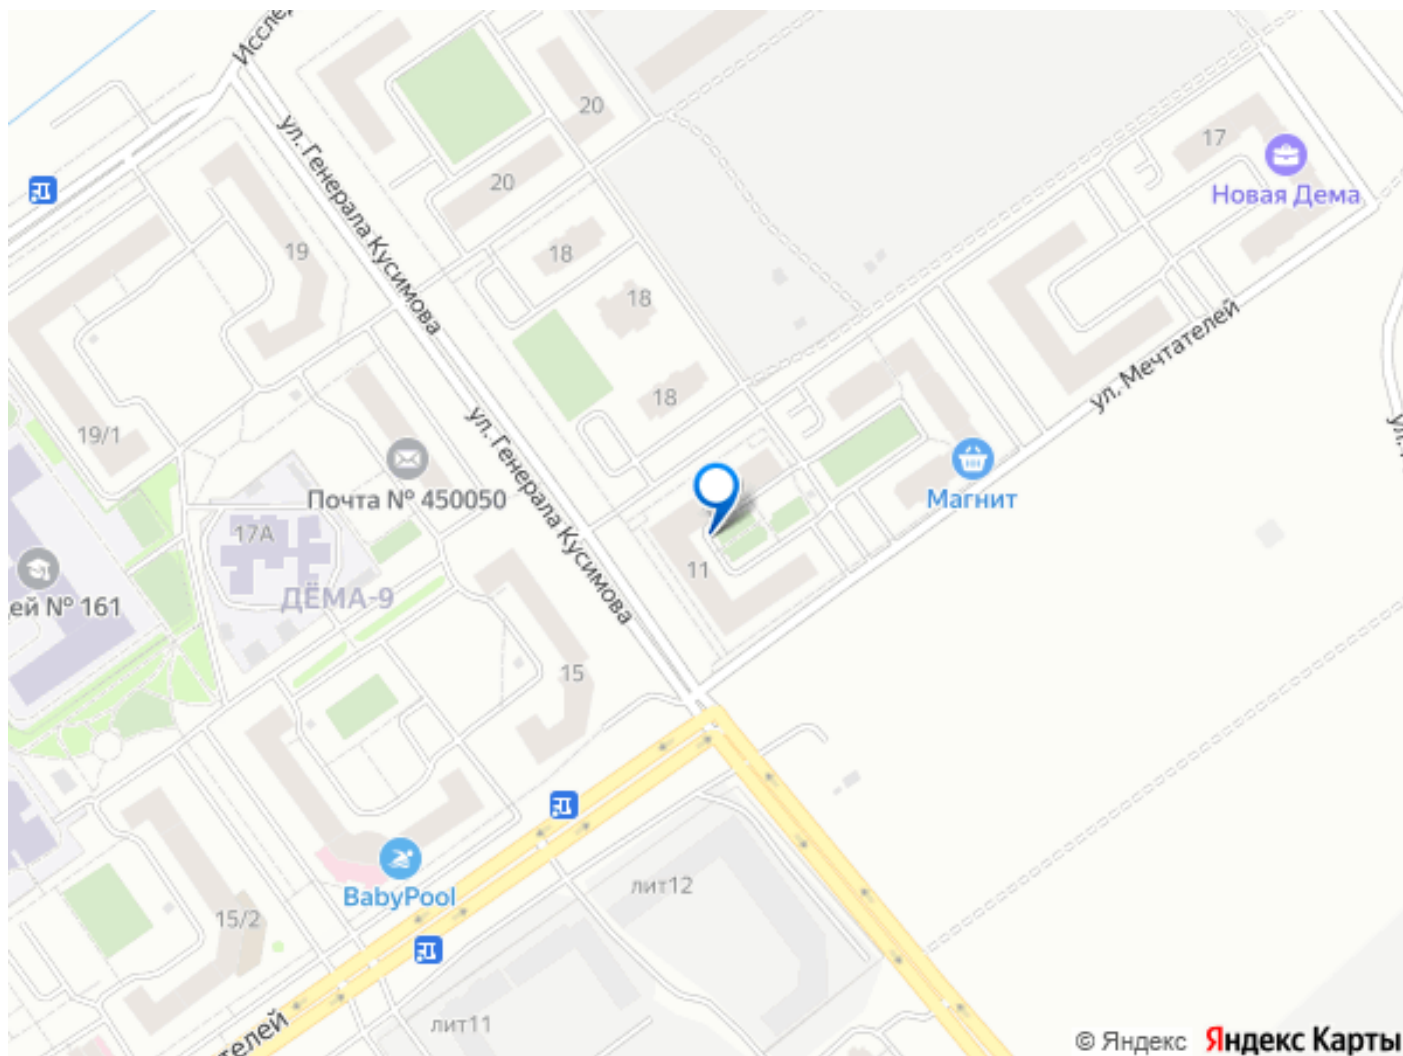 Иссле
20
17
ул. Генерала Кусимова
20
Новая Дема
19
18
18
ул. Мечтателей
18
19/1
ул. Генерала Кусимова
Почта № 450050
Магнит
17А
11
ДЁМА-9
ей № 161
15
лит12
BabyPool
15/2
лит11
телей
© Яндекс Яндекс Карты